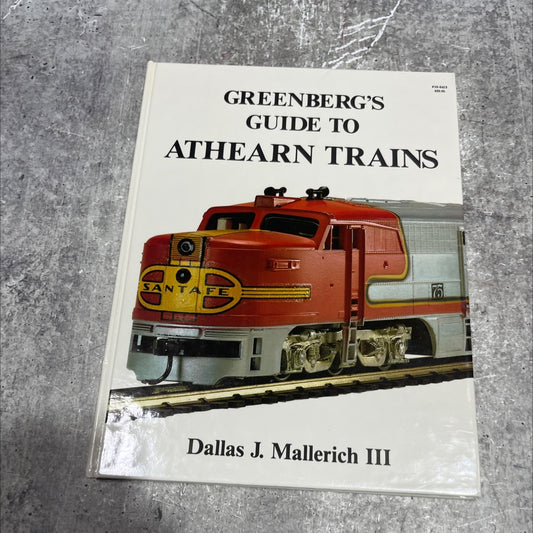 GREENBERG'S
GUIDE TO
ATHEARN TRAINS
SANTA FE
Dallas J. Mallerich III